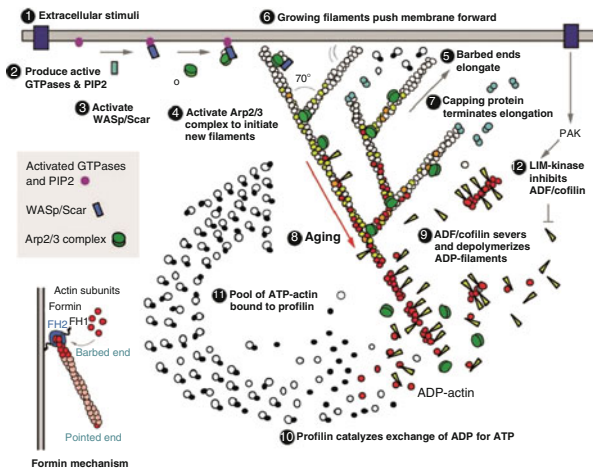 1 Extracellular stimuli
2 Produce active
GTPases & PIP2
3 Activate
WASp/Scar
4 Activate Arp2/3
complex to initiate
new filaments
6 Growing filaments push membrane forward
70°
5 Barbed ends
elongate
7 Capping protein
terminates elongation
PAK
12 LIM-kinase
inhibits
ADF/cofilin
Activated GTPases
and PIP2
WASp/Scar
Arp2/3 complex
8 Aging
9 ADF/cofilin severs
and depolymerizes
ADP-filaments
11 Pool of ATP-actin
bound to profilin
ADP-actin
10 Profilin catalyzes exchange of ADP for ATP
Actin subunits
Formin
FH2 FH1
Barbed end
Pointed end
Formin mechanism